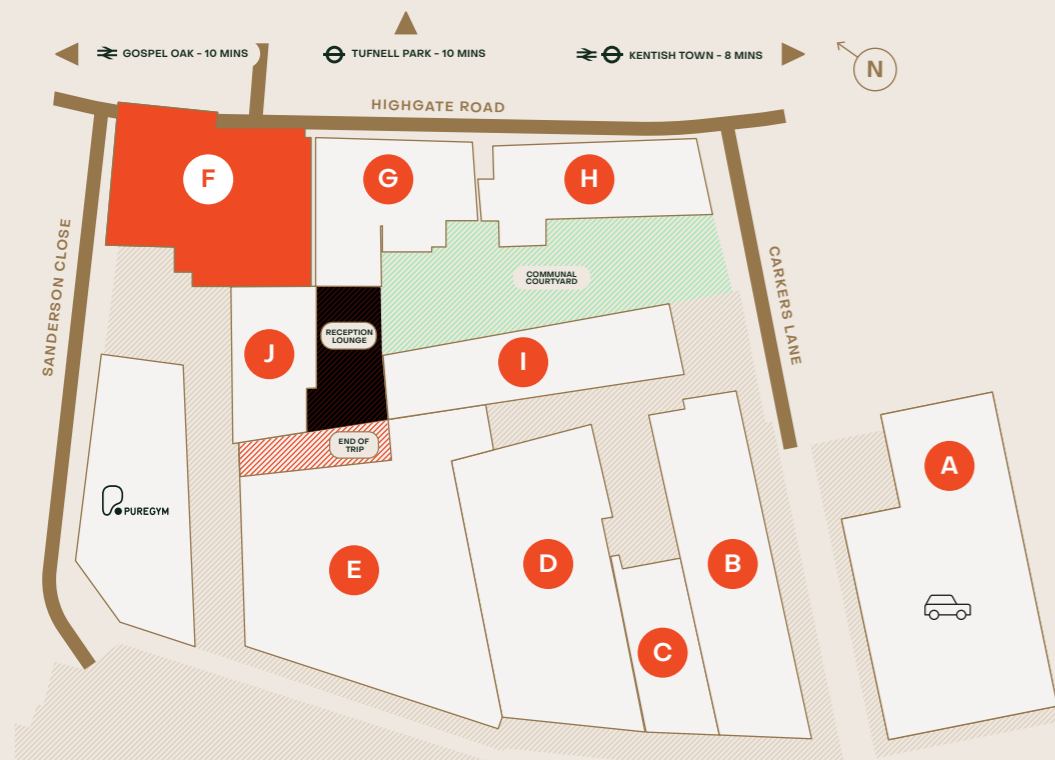 GOSPEL OAK - 10 MINS
TUFNELL PARK - 10 MINS
KENTISH TOWN - 8 MINS
N
HIGHGATE ROAD
F
G
H
SANDERSON CLOSE
COMMUNAL
COURTYARD
CARKERS LANE
RECEPTION
LOUNGE
J
I
END OF
TRIP
A
PUREGYM
E
D
B
C